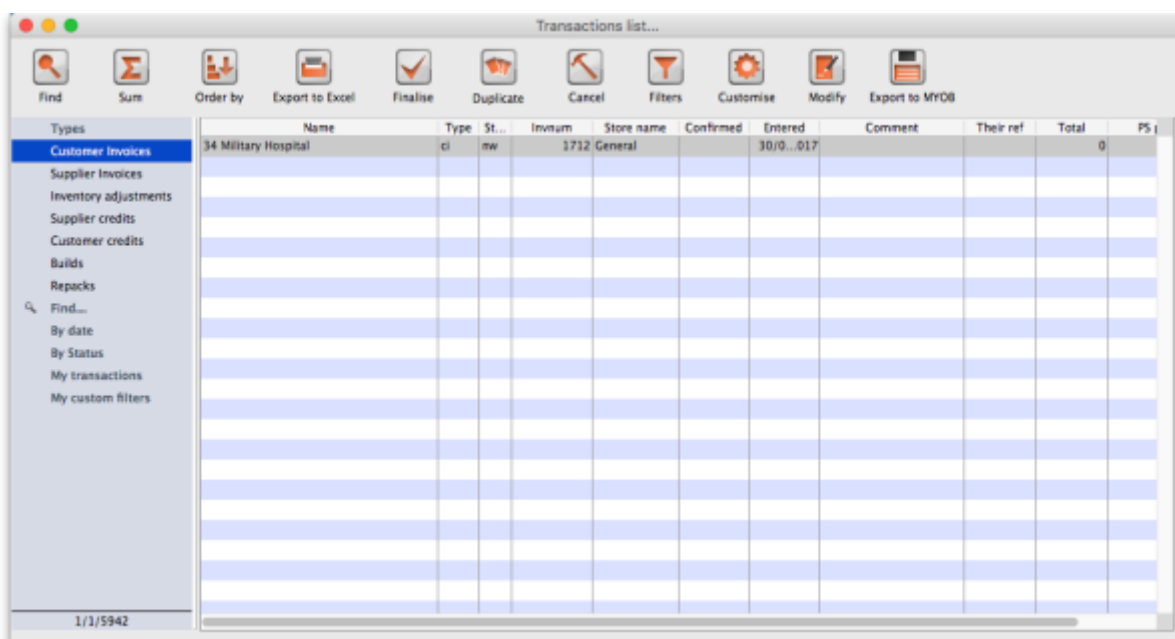 Transactions list...
Find Sum Order by Export to Excel Finalise Duplicate Cancel Filters Customise Modify Export to MYOB
Types Name Type St... Invnum Store name Confirmed Entered Comment Their ref Total PS
Customer Invoices 34 Military Hospital ci nw 1712 General 30/0...017 0
Supplier Invoices
Inventory adjustments
Supplier credits
Customer credits
Builds
Repacks
Find...
By date
By Status
My transactions
My custom filters
1/1/5942